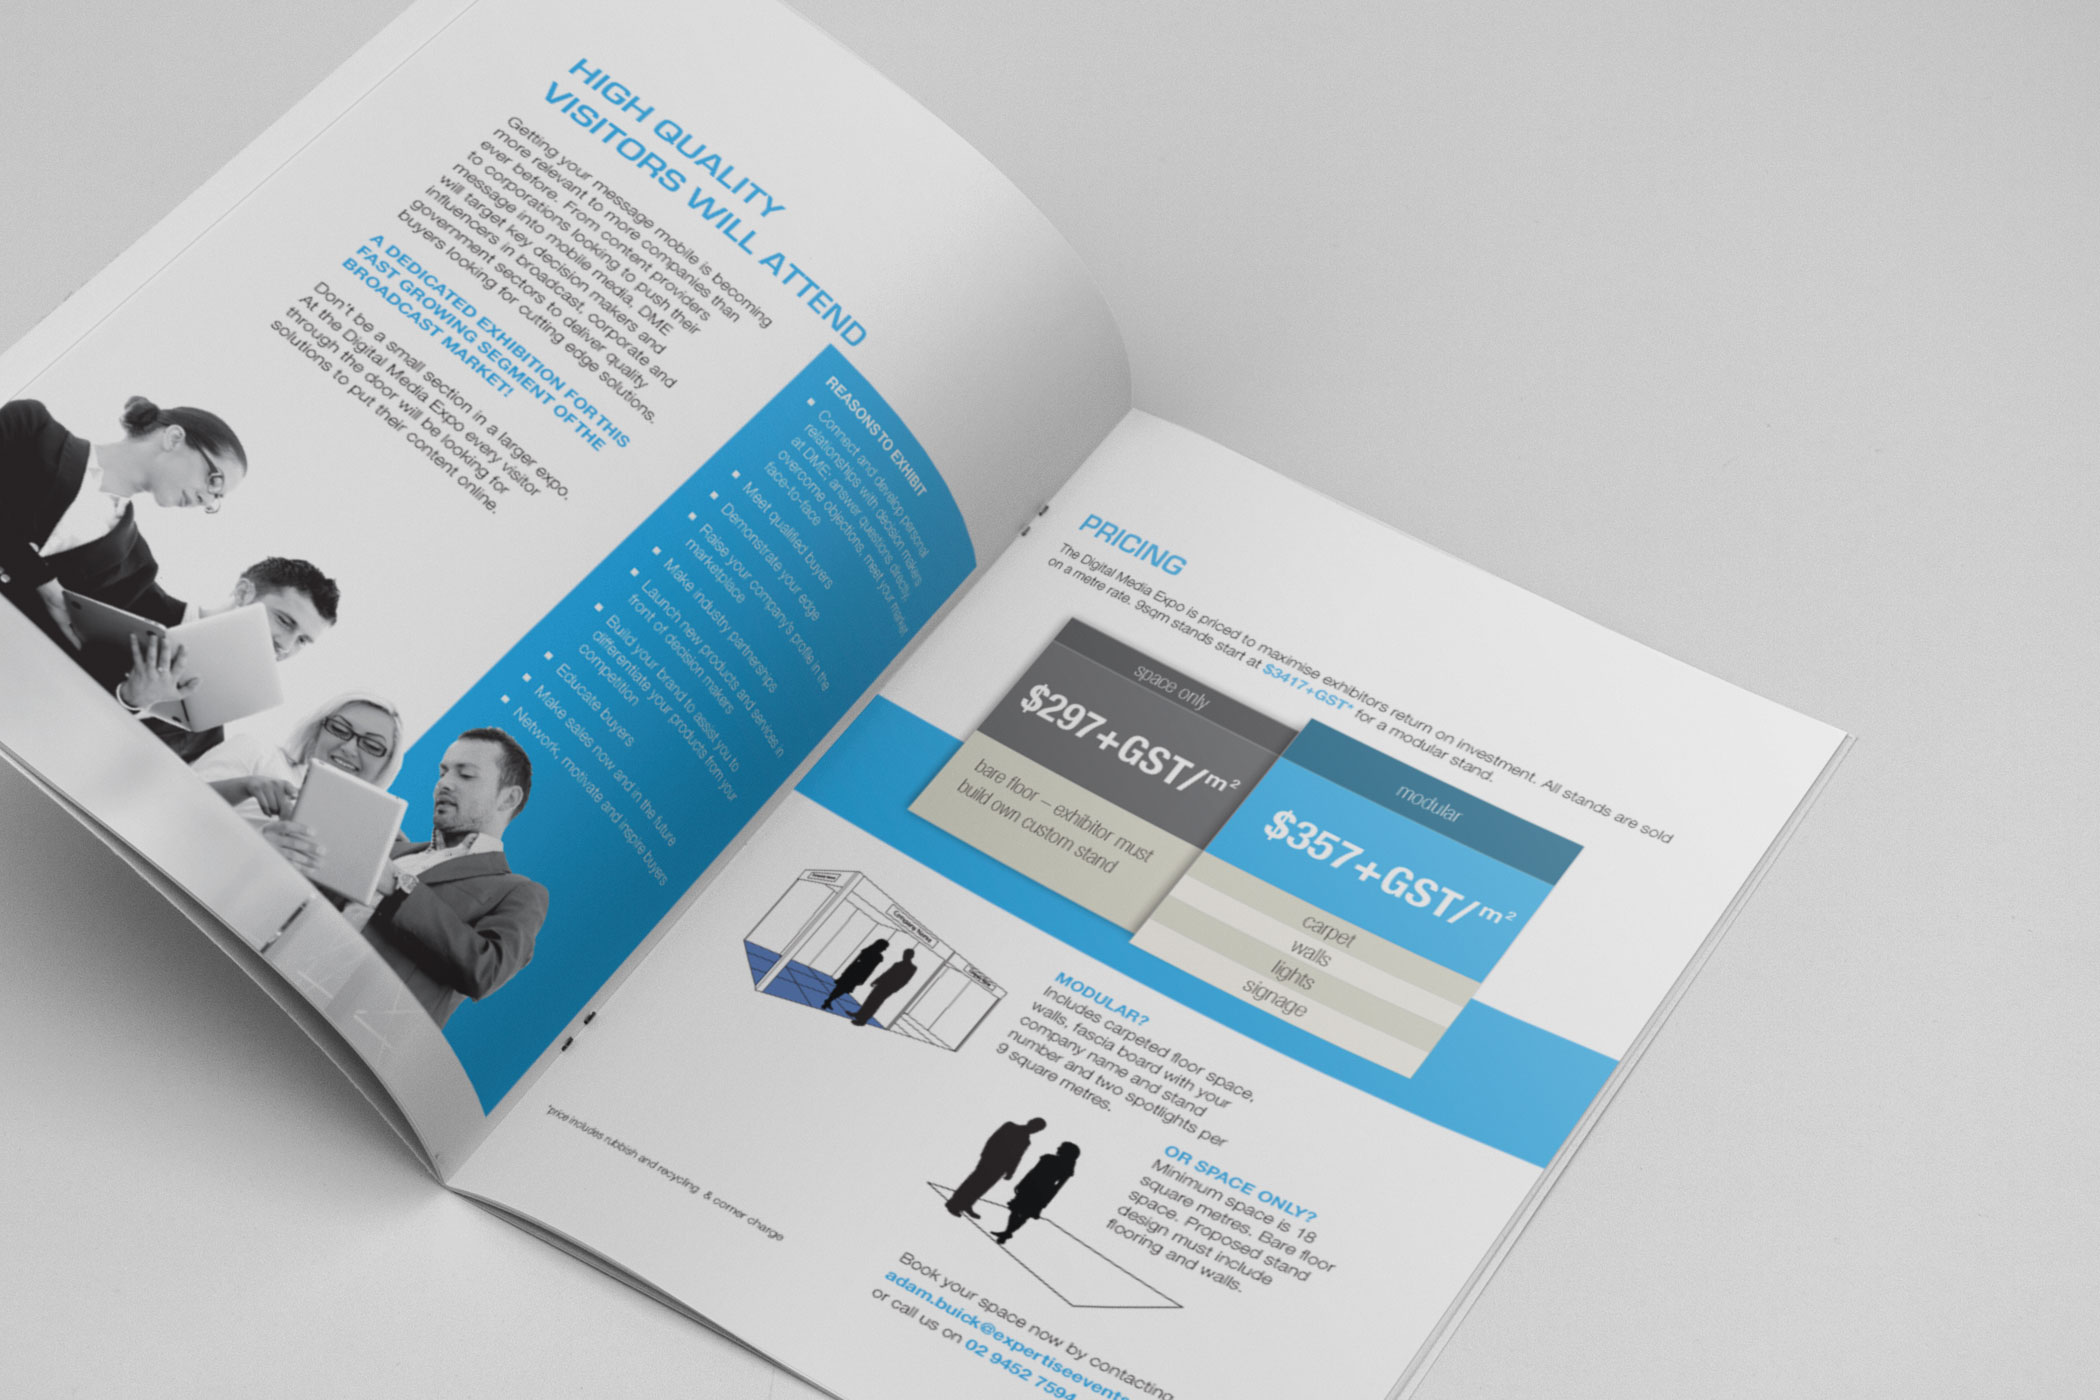 HIGH QUALITY
VISITORS WILL ATTEND
Getting your message mobile is becoming
more relevant to more companies than
ever before. From content providers
to corporations looking to push their
message into mobile media, DME
will target key decision makers and
influencers in broadcast, corporate and
government sectors to deliver quality
buyers looking for cutting edge solutions.
A DEDICATED EXHIBITION FOR THIS
FAST GROWING SEGMENT OF THE
BROADCAST MARKET!
Don't be a small section in a larger expo.
At the Digital Media Expo every visitor
through the door will be looking for
solutions to put their content online.
REASONS TO EXHIBIT
Connect and develop personal
relationships with decision makers
at DME; answer questions directly,
overcome objections, meet your market
face-to-face
Meet qualified buyers
Demonstrate your edge
Raise your company's profile in the
marketplace
Make industry partnerships
Launch new products and services in
front of decision makers
Build your brand to assist you to
differentiate your products from your
competition
Educate buyers
Make sales now and in the future
Network, motivate and inspire buyers
PRICING
The Digital Media Expo is priced to maximise exhibitors return on investment. All stands are sold
on a metre rate. 9sqm stands start at $3417+GST* for a modular stand.
space only
$297+GST/m²
bare floor – exhibitor must
build own custom stand
modular
$357+GST/m²
carpet
walls
lights
signage
Company Name
MODULAR?
Includes carpeted floor space,
walls, fascia board with your
company name and stand
number and two spotlights per
9 square metres.
OR SPACE ONLY?
Minimum space is 18
square metres. Bare floor
space. Proposed stand
design must include
flooring and walls.
*price includes rubbish and recycling & corner charge
Book your space now by contacting
adam.buick@expertiseevents
or call us on 02 9452 7594